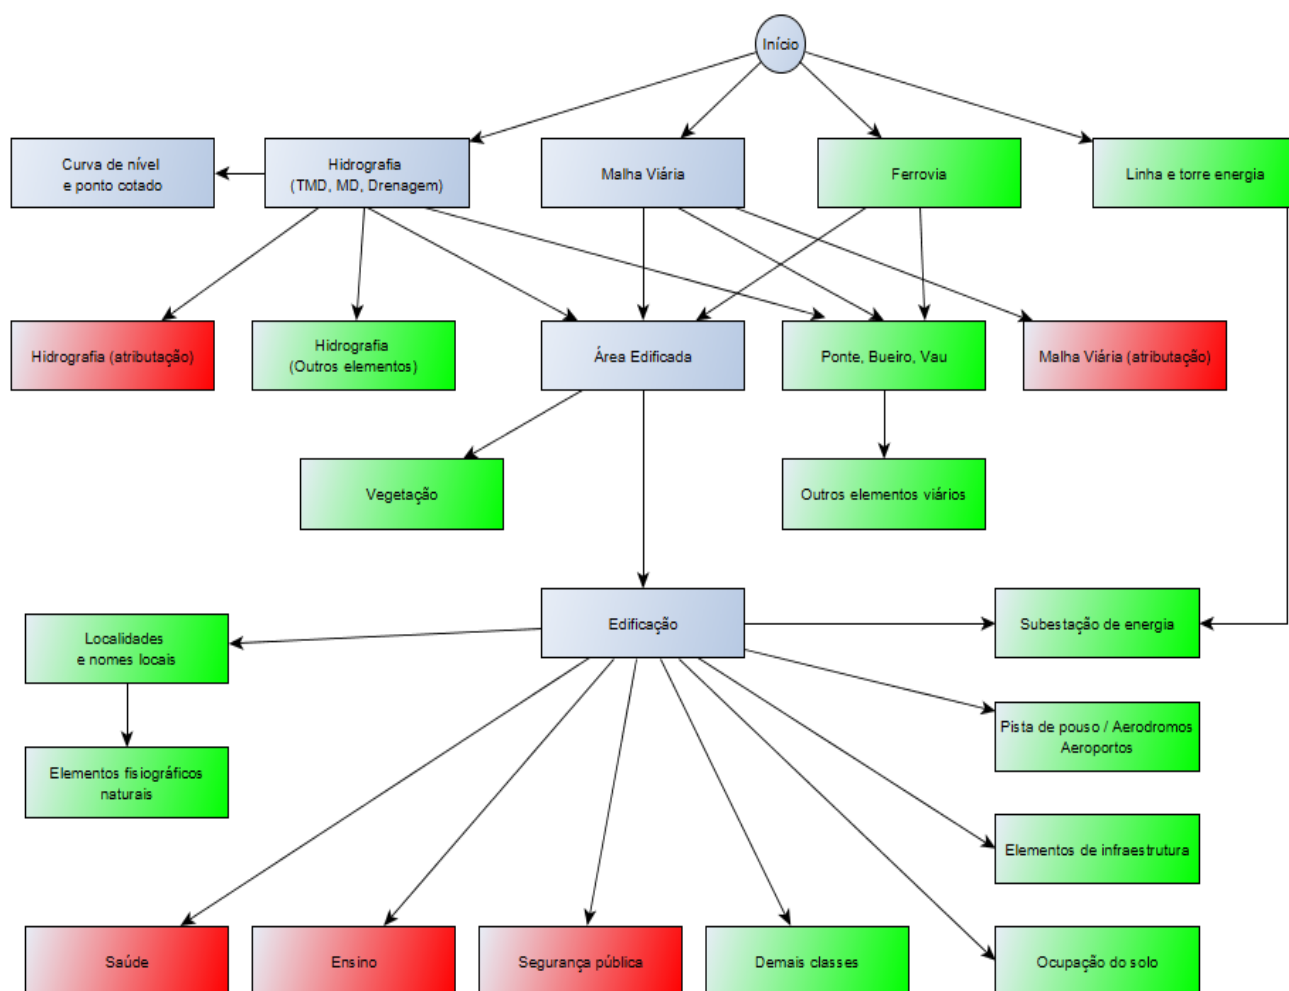 Início
Curva de nível
e ponto cotado
Hidrografia
(TMD, MD, Drenagem)
Malha Viária
Ferrovia
Linha e torre energia
Hidrografia (atributação)
Hidrografia
(Outros elementos)
Área Edificada
Ponte, Bueiro, Vau
Malha Viária (atributação)
Vegetação
Outros elementos viários
Edificação
Subestação de energia
Localidades
e nomes locais
Pista de pouso / Aerodromos
Aeroportos
Elementos fisiográficos
naturais
Elementos de infraestrutura
Saúde
Ensino
Segurança pública
Demais classes
Ocupação do solo